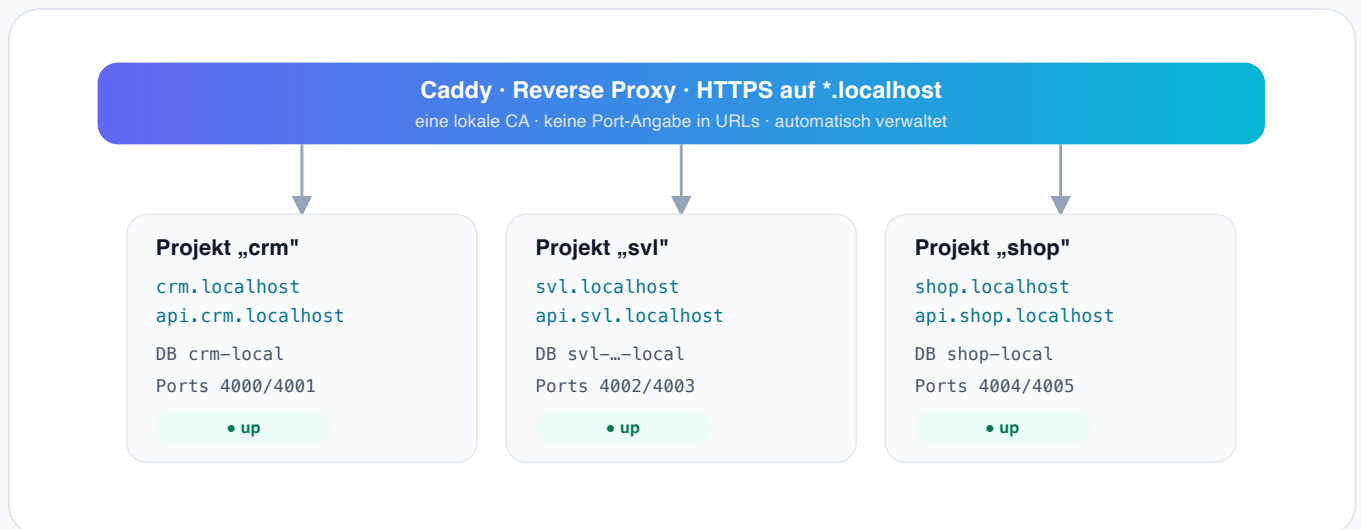 Caddy · Reverse Proxy · HTTPS auf *.localhost
eine lokale CA · keine Port-Angabe in URLs · automatisch verwaltet
Projekt „crm"
crm.localhost
api.crm.localhost
DB crm-local
Ports 4000/4001
● up
Projekt „svl"
svl.localhost
api.svl.localhost
DB svl-…-local
Ports 4002/4003
● up
Projekt „shop"
shop.localhost
api.shop.localhost
DB shop-local
Ports 4004/4005
● up